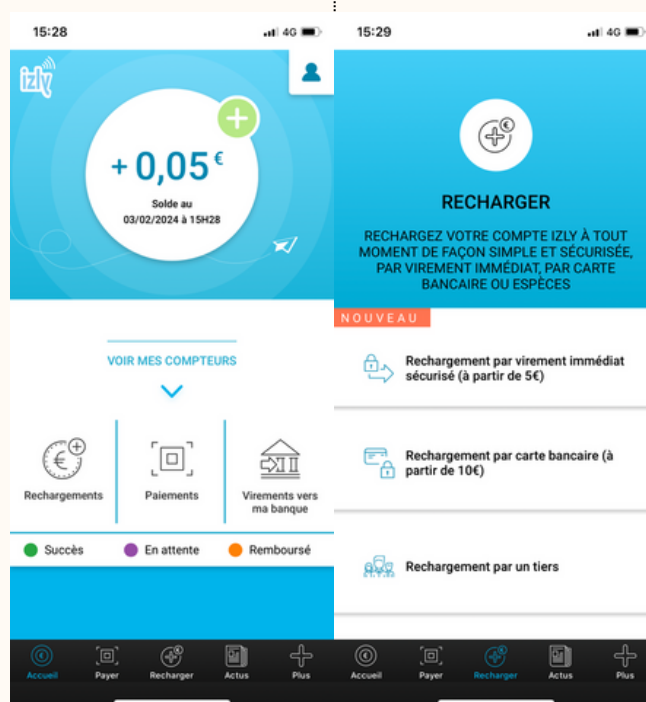 15:28
4G
izly
+ 0,05 €
Solde au
03/02/2024 à 15H28
VOIR MES COMPTEURS
Rechargements
Paiements
Virements vers
ma banque
Succès
En attente
Remboursé
Accueil
Payer
Recharger
Actus
Plus
15:29
4G
RECHARGER
RECHARGEZ VOTRE COMPTE IZLY À TOUT
MOMENT DE FAÇON SIMPLE ET SÉCURISÉE,
PAR VIREMENT IMMÉDIAT, PAR CARTE
BANCAIRE OU ESPÈCES
NOUVEAU
Rechargement par virement immédiat
sécurisé (à partir de 5€)
Rechargement par carte bancaire (à
partir de 10€)
Rechargement par un tiers
Accueil
Payer
Recharger
Actus
Plus